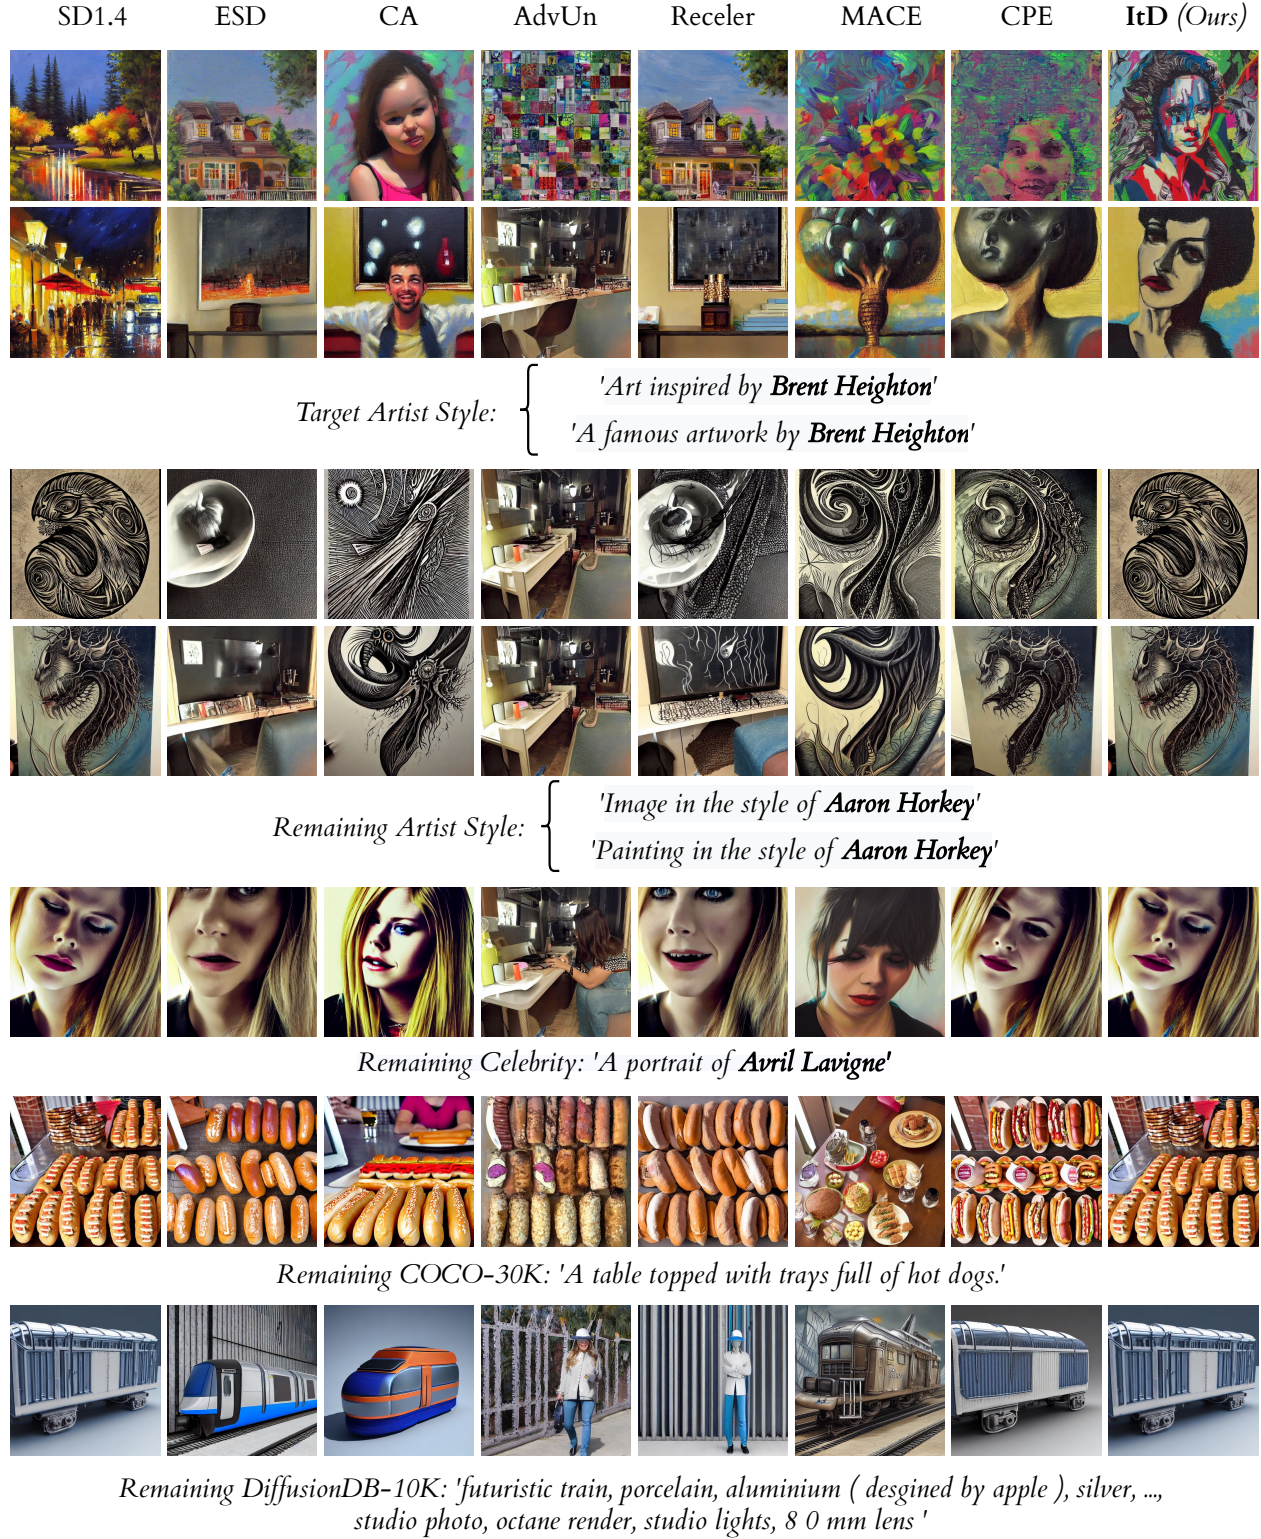 SD1.4 ESD CA AdvUn Receler MACE CPE ItD (Ours)
'Art inspired by Brent Heighton'
Target Artist Style:
'A famous artwork by Brent Heighton'
'Image in the style of Aaron Horkey'
Remaining Artist Style:
'Painting in the style of Aaron Horkey'
Remaining Celebrity: 'A portrait of Avril Lavigne'
Remaining COCO-30K: 'A table topped with trays full of hot dogs.'
Remaining DiffusionDB-10K: 'futuristic train, porcelain, aluminium ( desgined by apple ), silver, ...,
studio photo, octane render, studio lights, 8 0 mm lens '